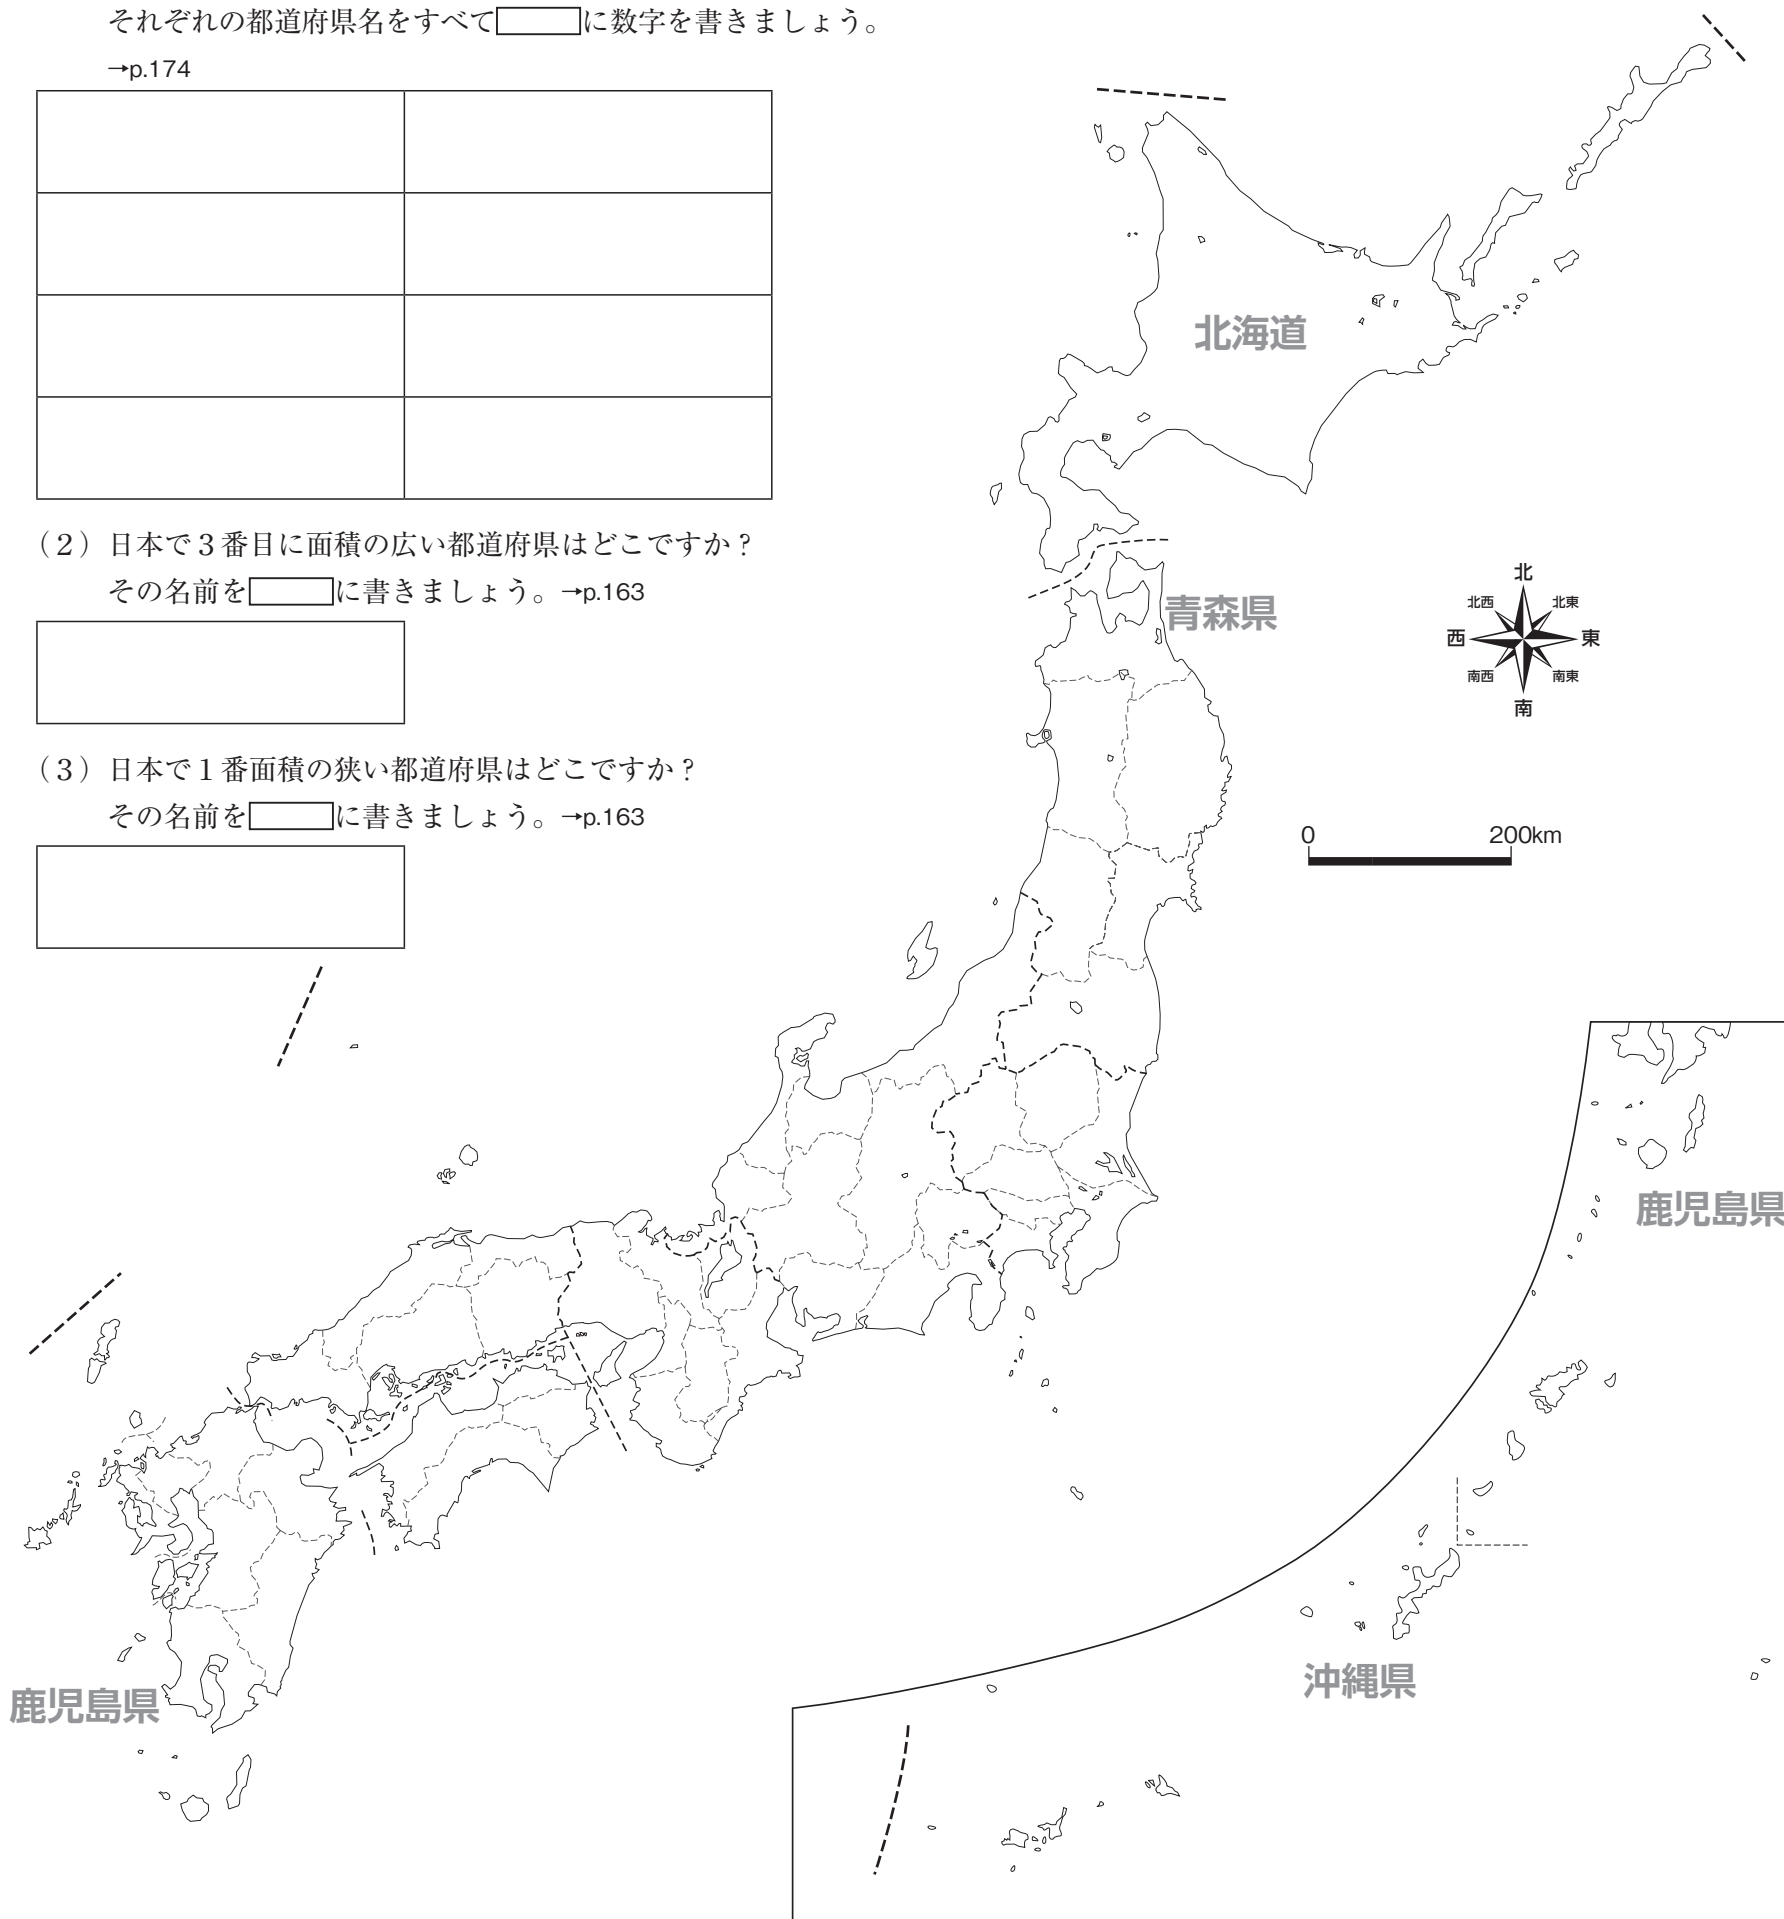 それぞれの都道府県名をすべて　　に数字を書きましょう。
→p.174
（２）日本で３番目に面積の広い都道府県はどこですか？
その名前を　　に書きましょう。→p.163
（３）日本で１番面積の狭い都道府県はどこですか？
その名前を　　に書きましょう。→p.163
北海道
青森県
北
北西 北東
西 東
南西 南東
南
0 200km
鹿児島県
沖縄県
鹿児島県